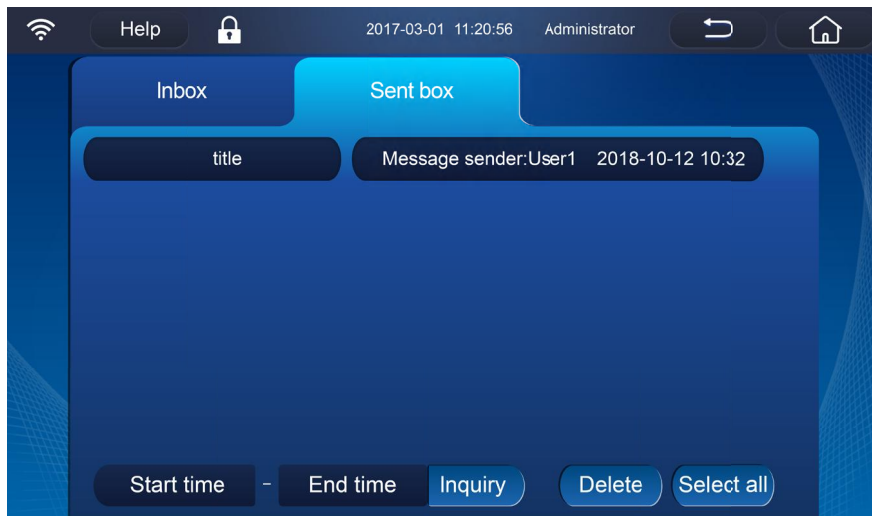 Help 2017-03-01 11:20:56 Administrator
Inbox Sent box
title Message sender:User1 2018-10-12 10:32
Start time - End time Inquiry Delete Select all